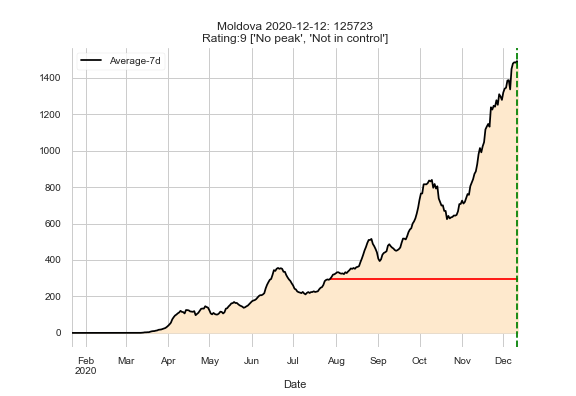 Moldova 2020-12-12: 125723
Rating:9 ['No peak', 'Not in control']
Average-7d
1400
1200
1000
800
600
400
200
0
Feb Mar Apr May Jun Jul Aug Sep Oct Nov Dec
2020
Date